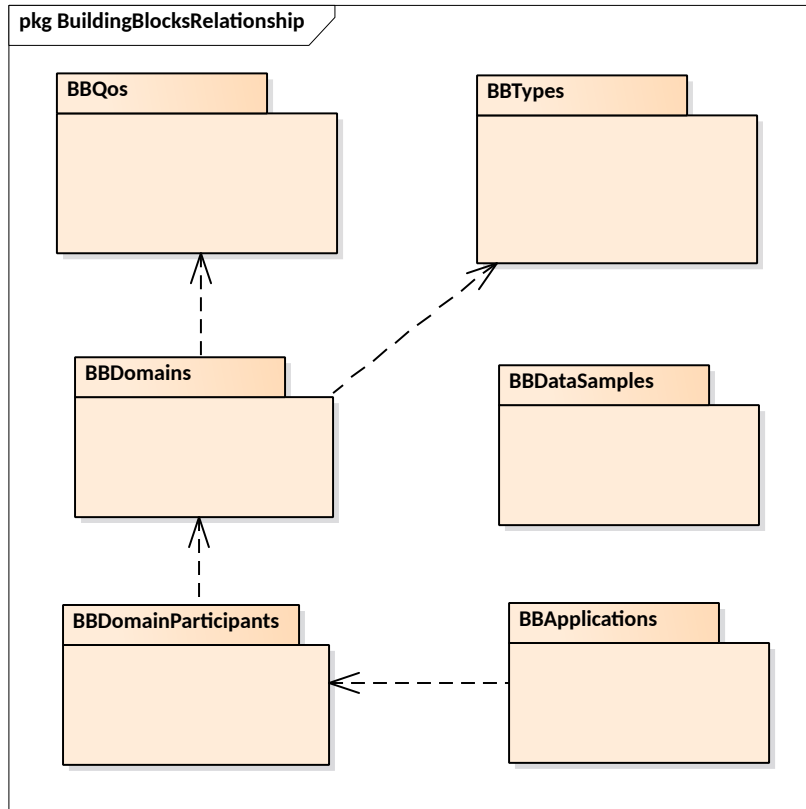 pkg BuildingBlocksRelationship
BBQos
BBTypes
BBDomains
BBDataSamples
BBDomainParticipants
BBApplications